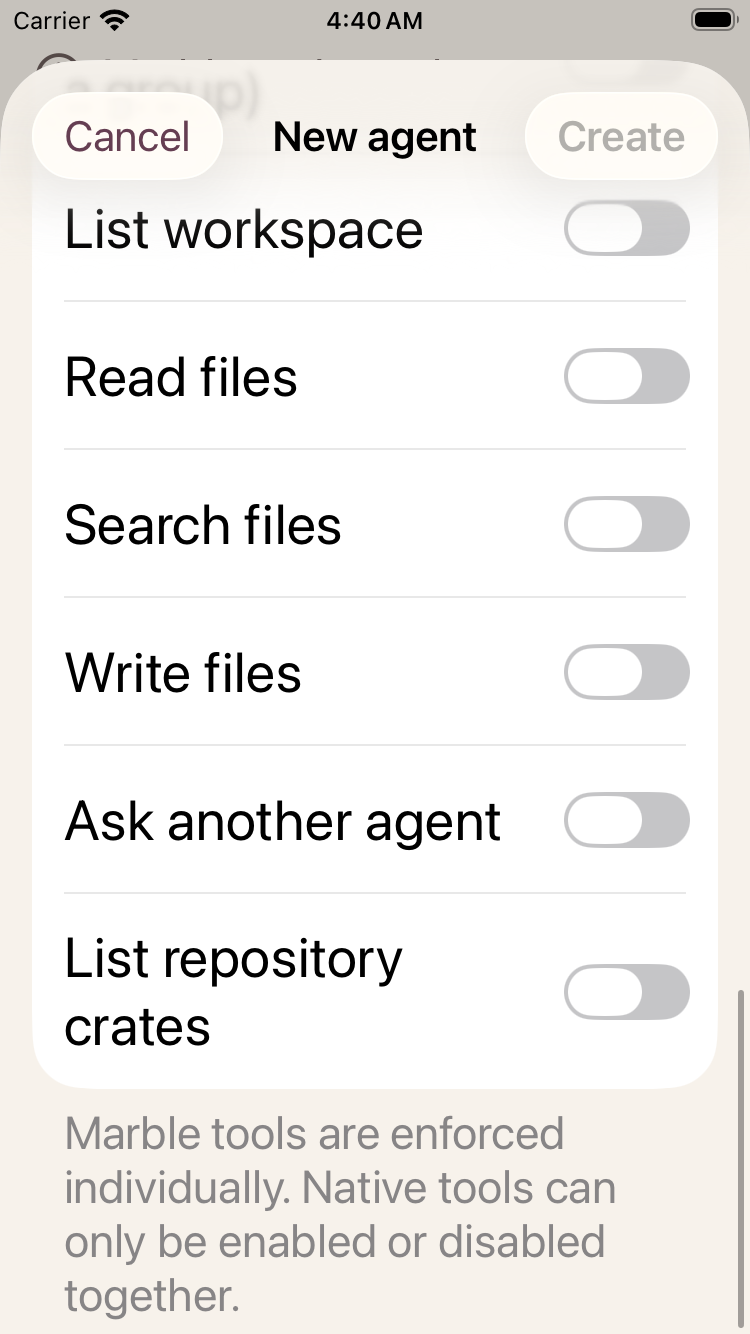 Carrier 4:40 AM
a group)
Cancel New agent Create
List workspace
Read files
Search files
Write files
Ask another agent
List repository
crates
Marble tools are enforced
individually. Native tools can
only be enabled or disabled
together.